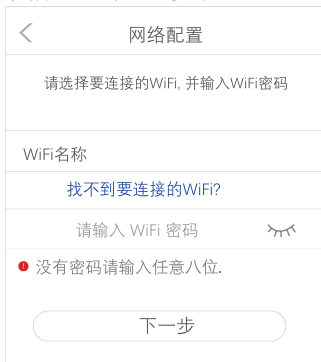 网络配置
请选择要连接的WiFi, 并输入WiFi密码
WiFi名称
找不到要连接的WiFi?
请输入 WiFi 密码
没有密码请输入任意八位.
下一步